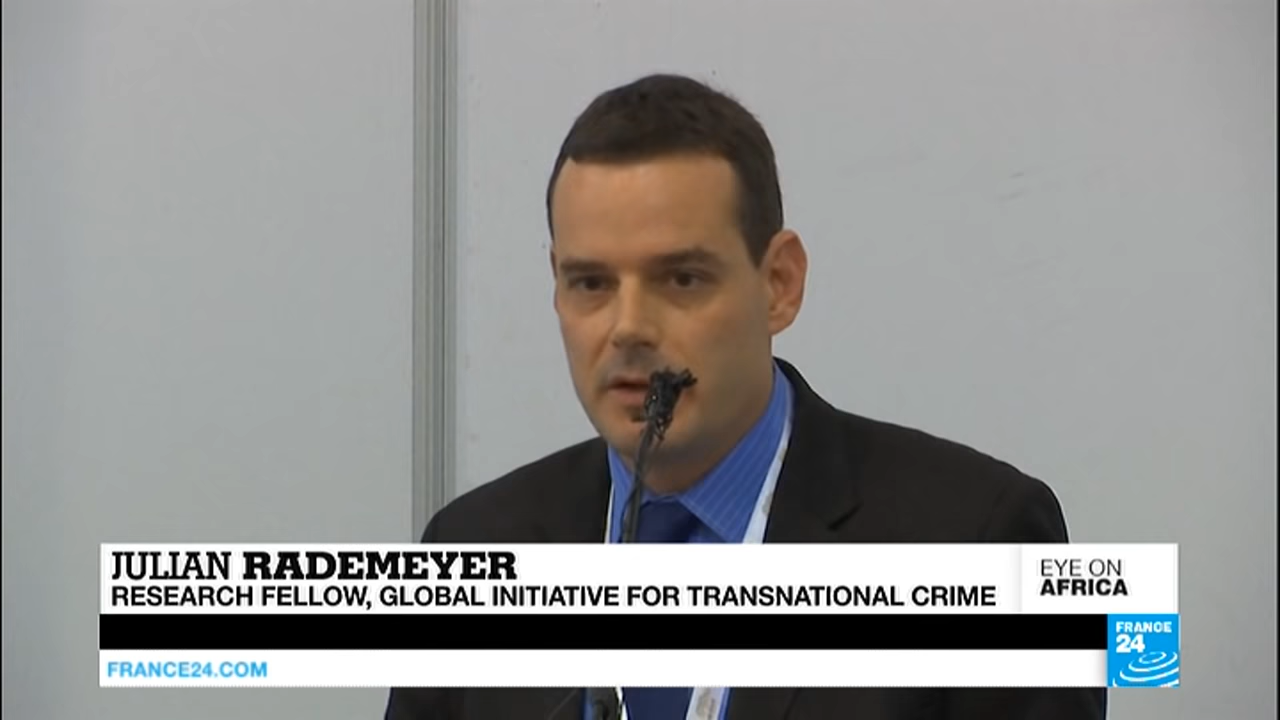 JULIAN RADEMEYER
RESEARCH FELLOW, GLOBAL INITIATIVE FOR TRANSNATIONAL CRIME
EYE ON
AFRICA
FRANCE
24
FRANCE24.COM